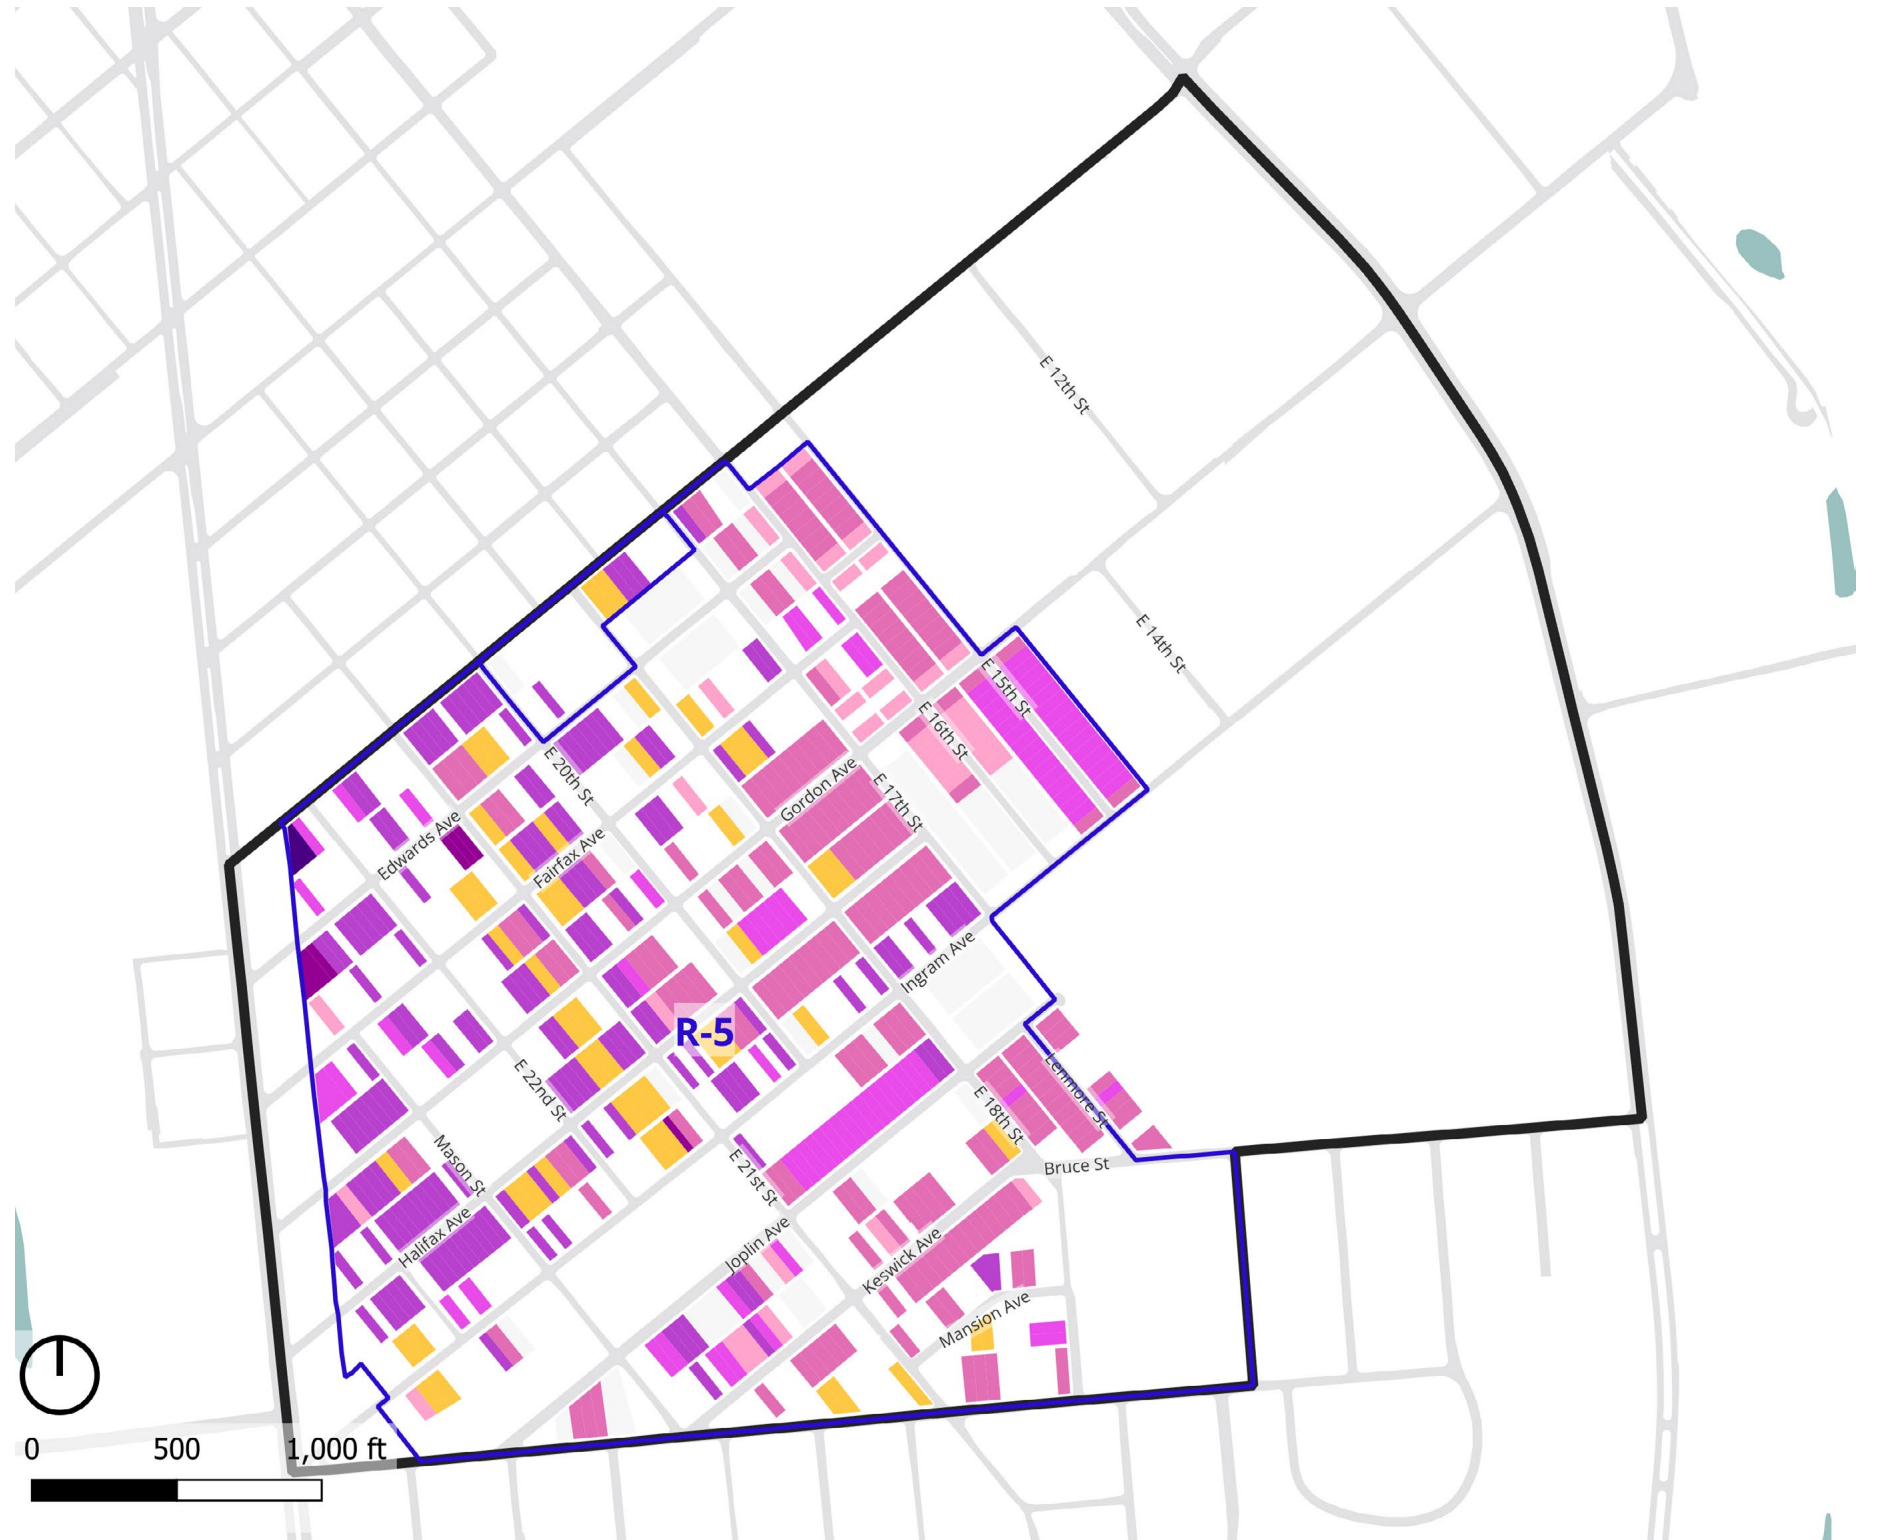 E 12th St
E 14th St
E 15th St
E 16th St
E 20th St
Gordon Ave
E 17th St
Edwards Ave
Fairfax Ave
Ingram Ave
R-5
E 22nd St
Lenmore St
E 18th St
Mason St
E 21st St
Bruce St
Halifax Ave
Joplin Ave
Keswick Ave
Mansion Ave
0 500 1,000 ft